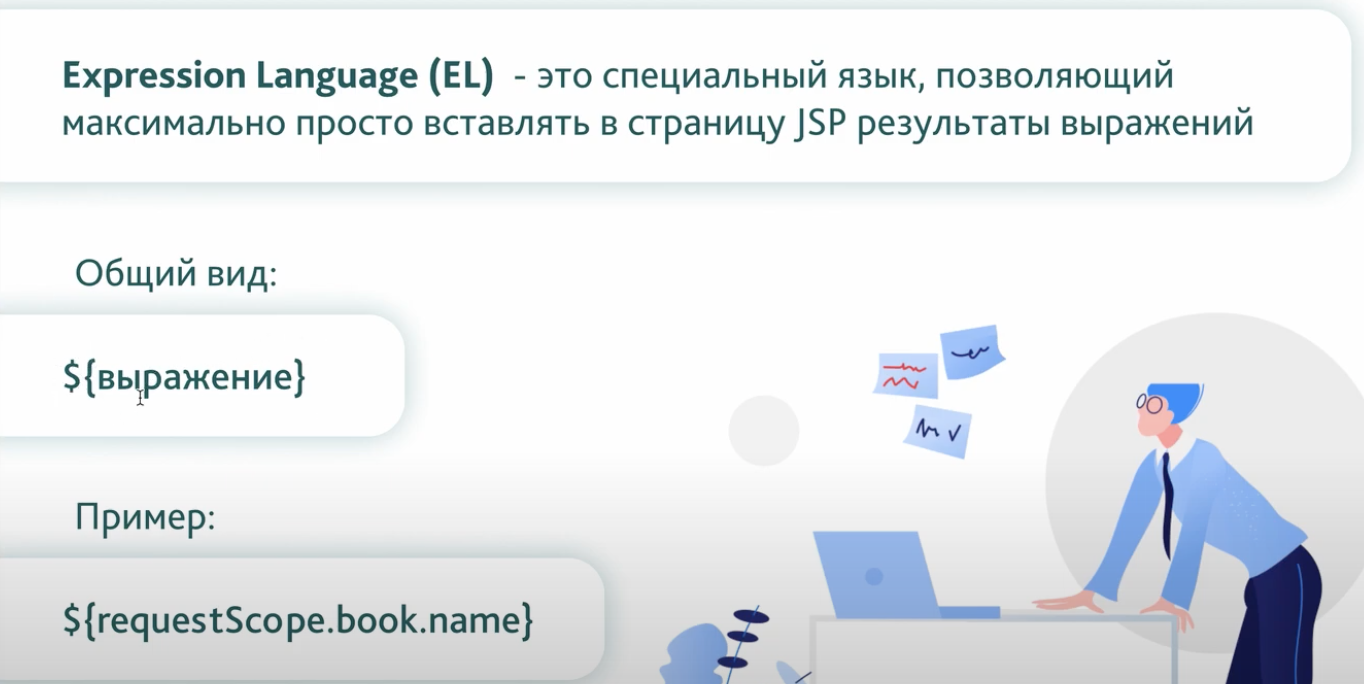 Expression Language (EL) - это специальный язык, позволяющий
максимально просто вставлять в страницу JSP результаты выражений
Общий вид:
${выражение}
Пример:
${requestScope.book.name}